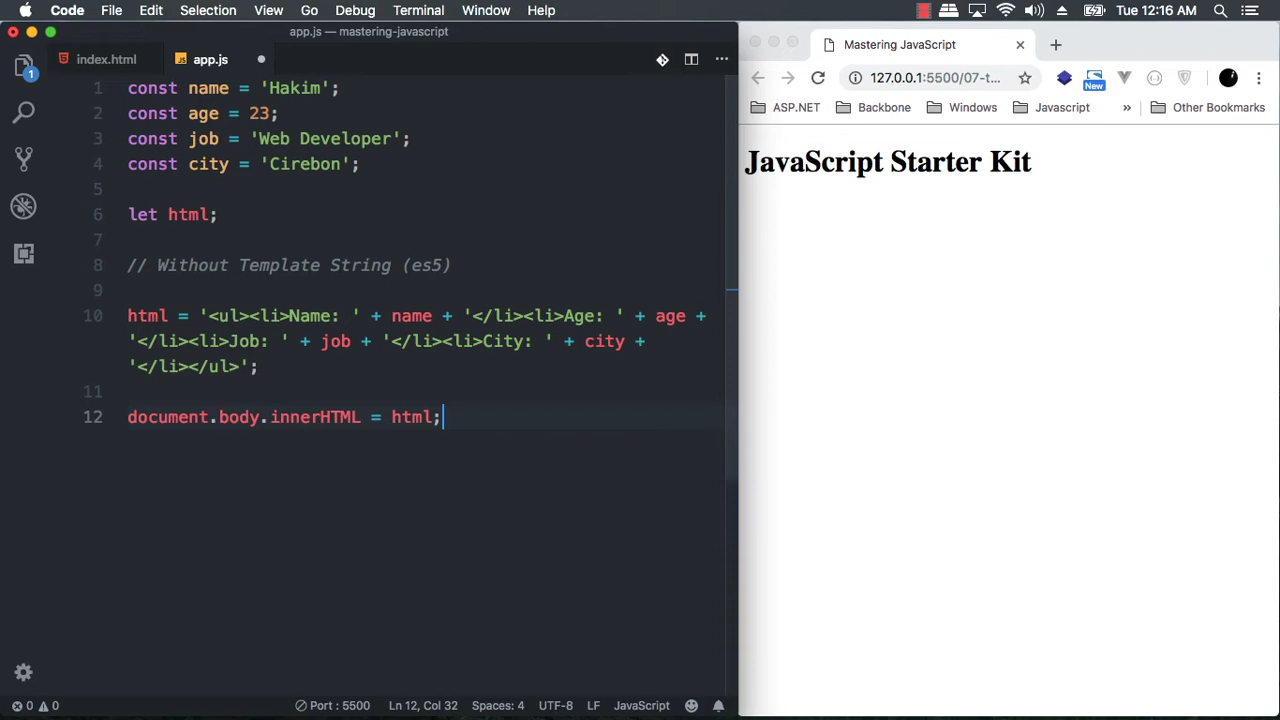 Code File Edit Selection View Go Debug Terminal Window Help Tue 12:16 AM
app.js — mastering-javascript
index.html app.js
1
1 const name = 'Hakim';
2 const age = 23;
3 const job = 'Web Developer';
4 const city = 'Cirebon';
5
6 let html;
7
8 // Without Template String (es5)
9
10 html = '<ul><li>Name: ' + name + '</li><li>Age: ' + age +
'</li><li>Job: ' + job + '</li><li>City: ' + city +
'</li></ul>';
11
12 document.body.innerHTML = html;
0 0 Port : 5500 Ln 12, Col 32 Spaces: 4 UTF-8 LF JavaScript
Mastering JavaScript
127.0.0.1:5500/07-t...
New
ASP.NET Backbone Windows Javascript » Other Bookmarks
JavaScript Starter Kit